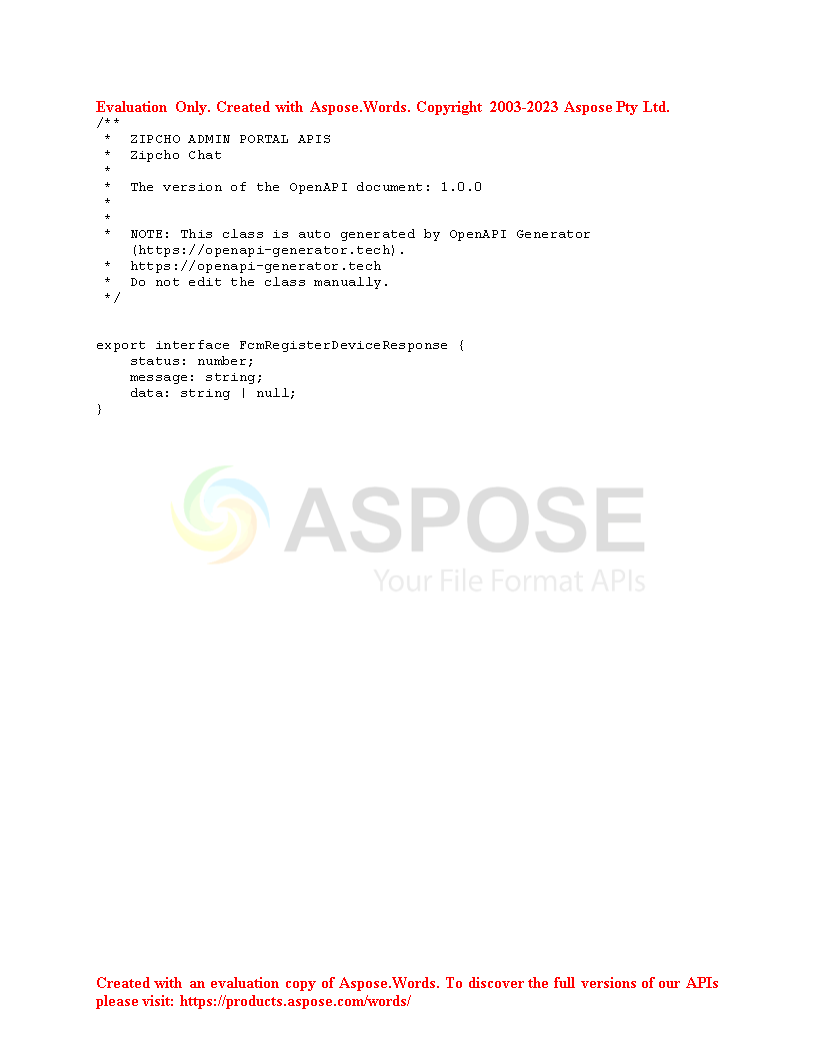 Evaluation Only. Created with Aspose.Words. Copyright 2003-2023 Aspose Pty Ltd.
/**
 *  ZIPCHO ADMIN PORTAL APIS
 *  Zipcho Chat
 *
 *  The version of the OpenAPI document: 1.0.0
 *
 *
 *  NOTE: This class is auto generated by OpenAPI Generator
    (https://openapi-generator.tech).
 *  https://openapi-generator.tech
 *  Do not edit the class manually.
 */
export interface FcmRegisterDeviceResponse {
    status: number;
    message: string;
    data: string | null;
}
ASPOSE
Your File Format APIs
Created with an evaluation copy of Aspose.Words. To discover the full versions of our APIs
please visit: https://products.aspose.com/words/